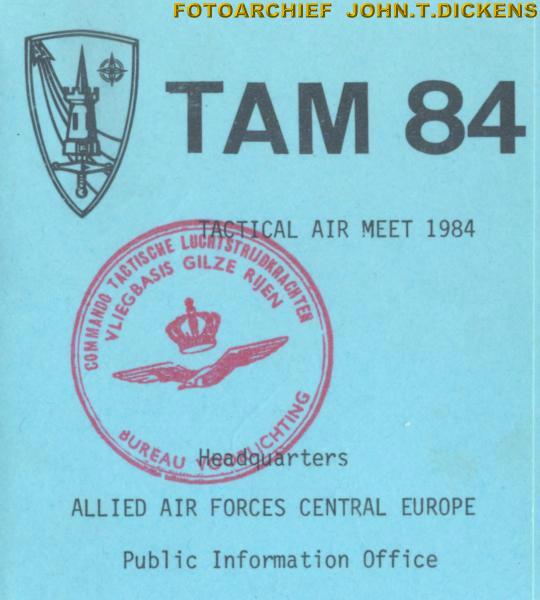 FOTOARCHIEF JOHN.T.DICKENS
TAM 84
TACTICAL AIR MEET 1984
COMMANDO TACTISCHE LUCHTSTRIJDKRACHTEN
VLIEGBASIS GILZE RIJEN
BUREAU VOORLICHTING
Headquarters
ALLIED AIR FORCES CENTRAL EUROPE
Public Information Office